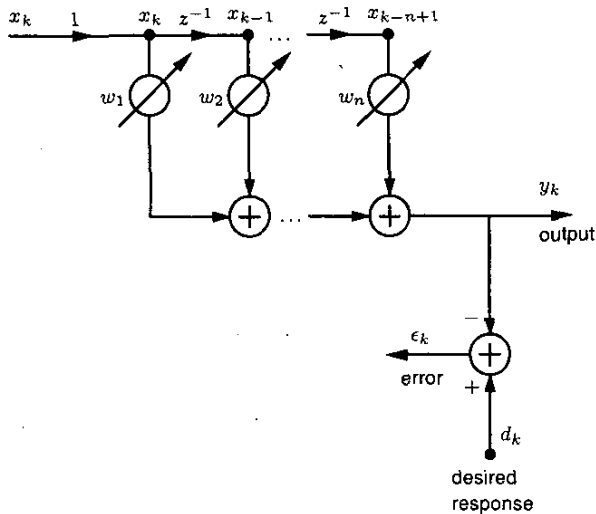 x_k 1 x_k z^{-1} x_{k-1} ... z^{-1} x_{k-n+1}
w_1 w_2 w_n
+ ... + y_k
output
−
ϵ_k +
error +
d_k
desired
response